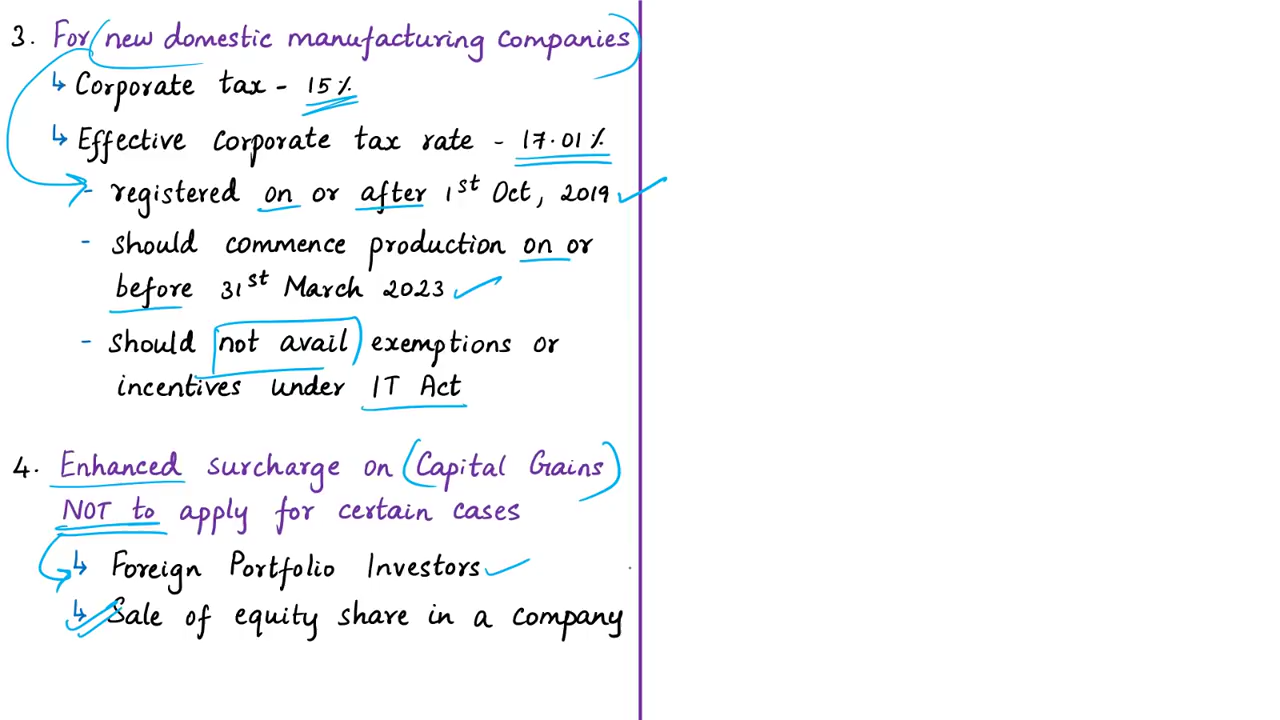 3. For new domestic manufacturing companies
↳ Corporate tax - 15%
↳ Effective corporate tax rate - 17.01%
- registered on or after 1st Oct, 2019
- should commence production on or
before 31st March 2023
- should not avail exemptions or
incentives under IT Act
4. Enhanced surcharge on Capital Gains
NOT to apply for certain cases
↳ Foreign Portfolio Investors
↳ Sale of equity share in a company